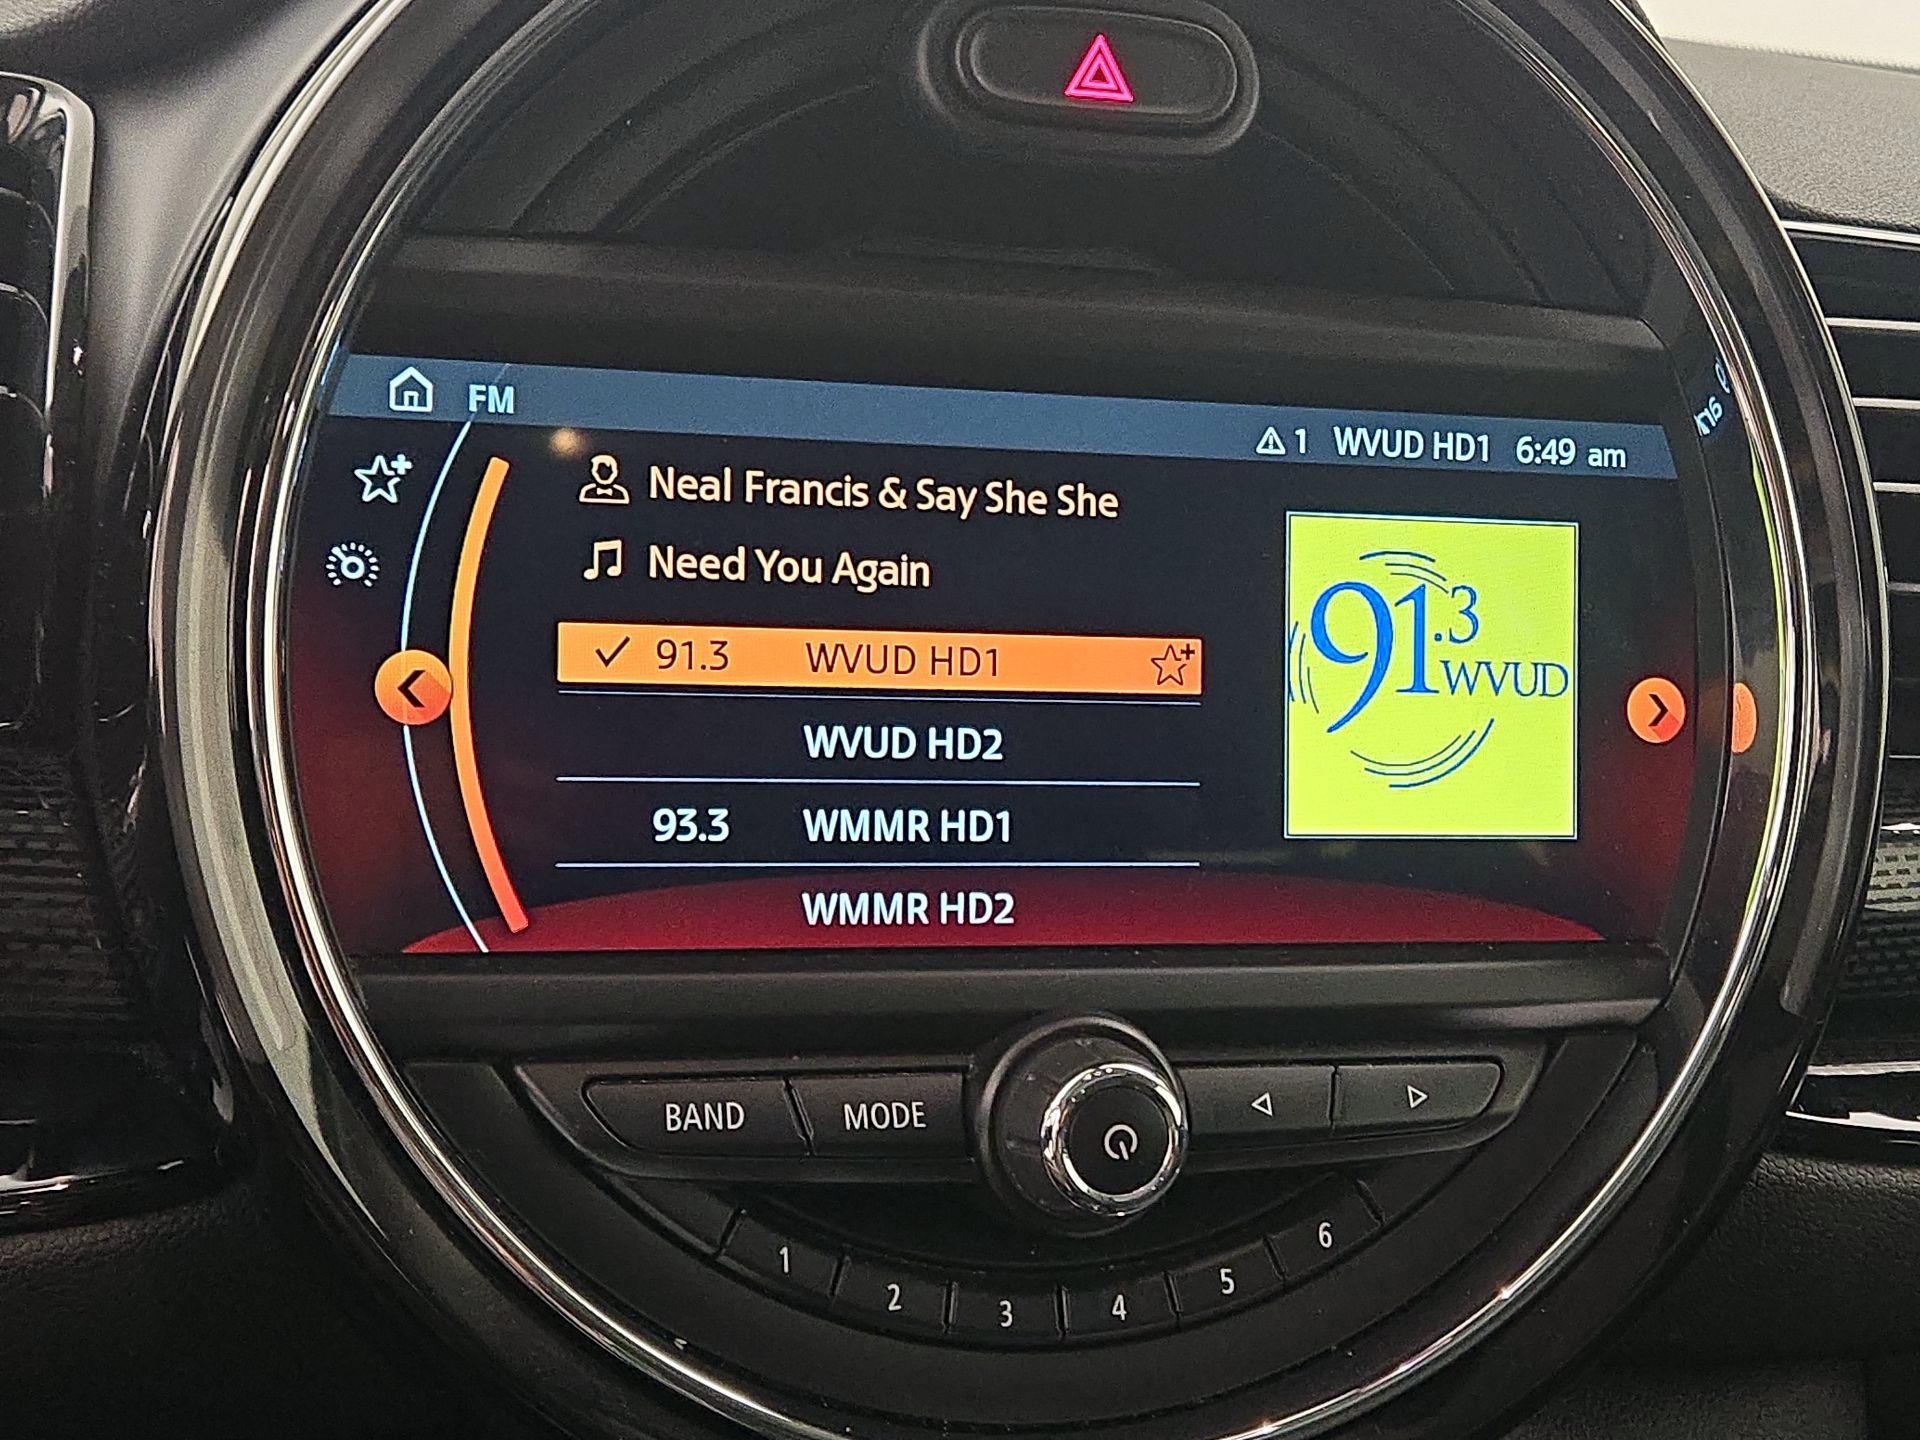 FM
1 WVUD HD1 6:49 am
Neal Francis & Say She She
Need You Again
91.3 WVUD HD1
WVUD HD2
93.3 WMMR HD1
WMMR HD2
91.3
WVUD
BAND MODE
1 2 3 4 5 6